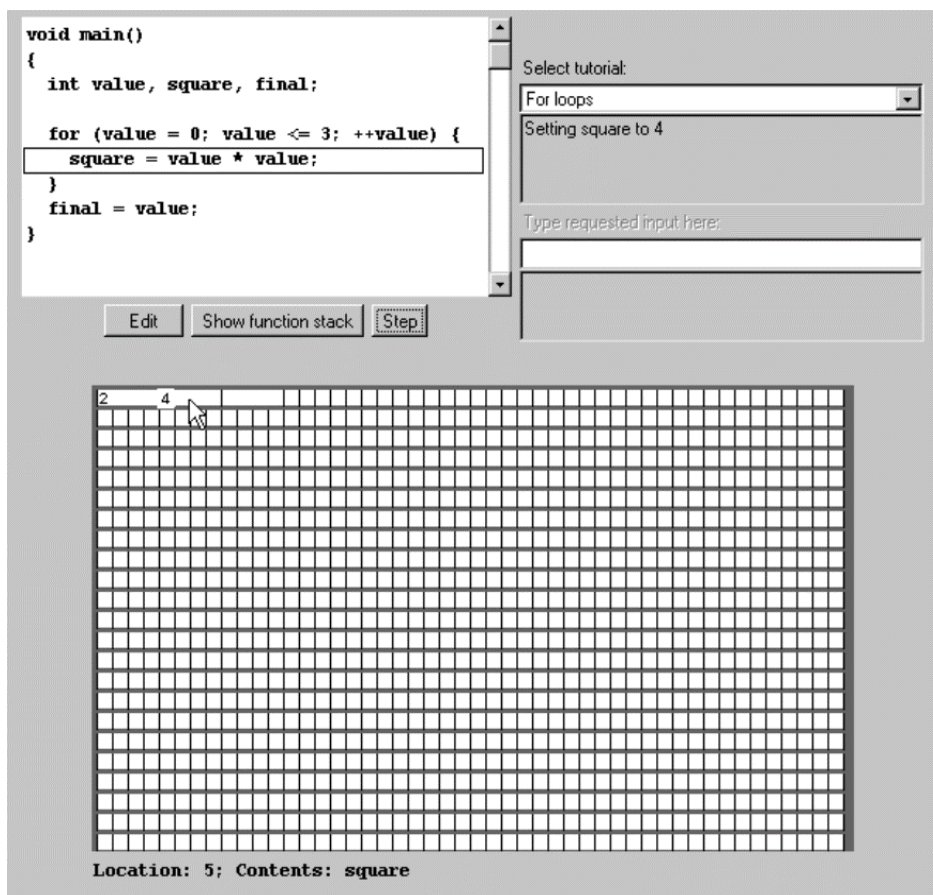 void main()
{
int value, square, final;
for (value = 0; value <= 3; ++value) {
square = value * value;
}
final = value;
}
Edit
Show function stack
Step
Select tutorial:
For loops
Setting square to 4
Type requested input here:
2 4
Location: 5; Contents: square